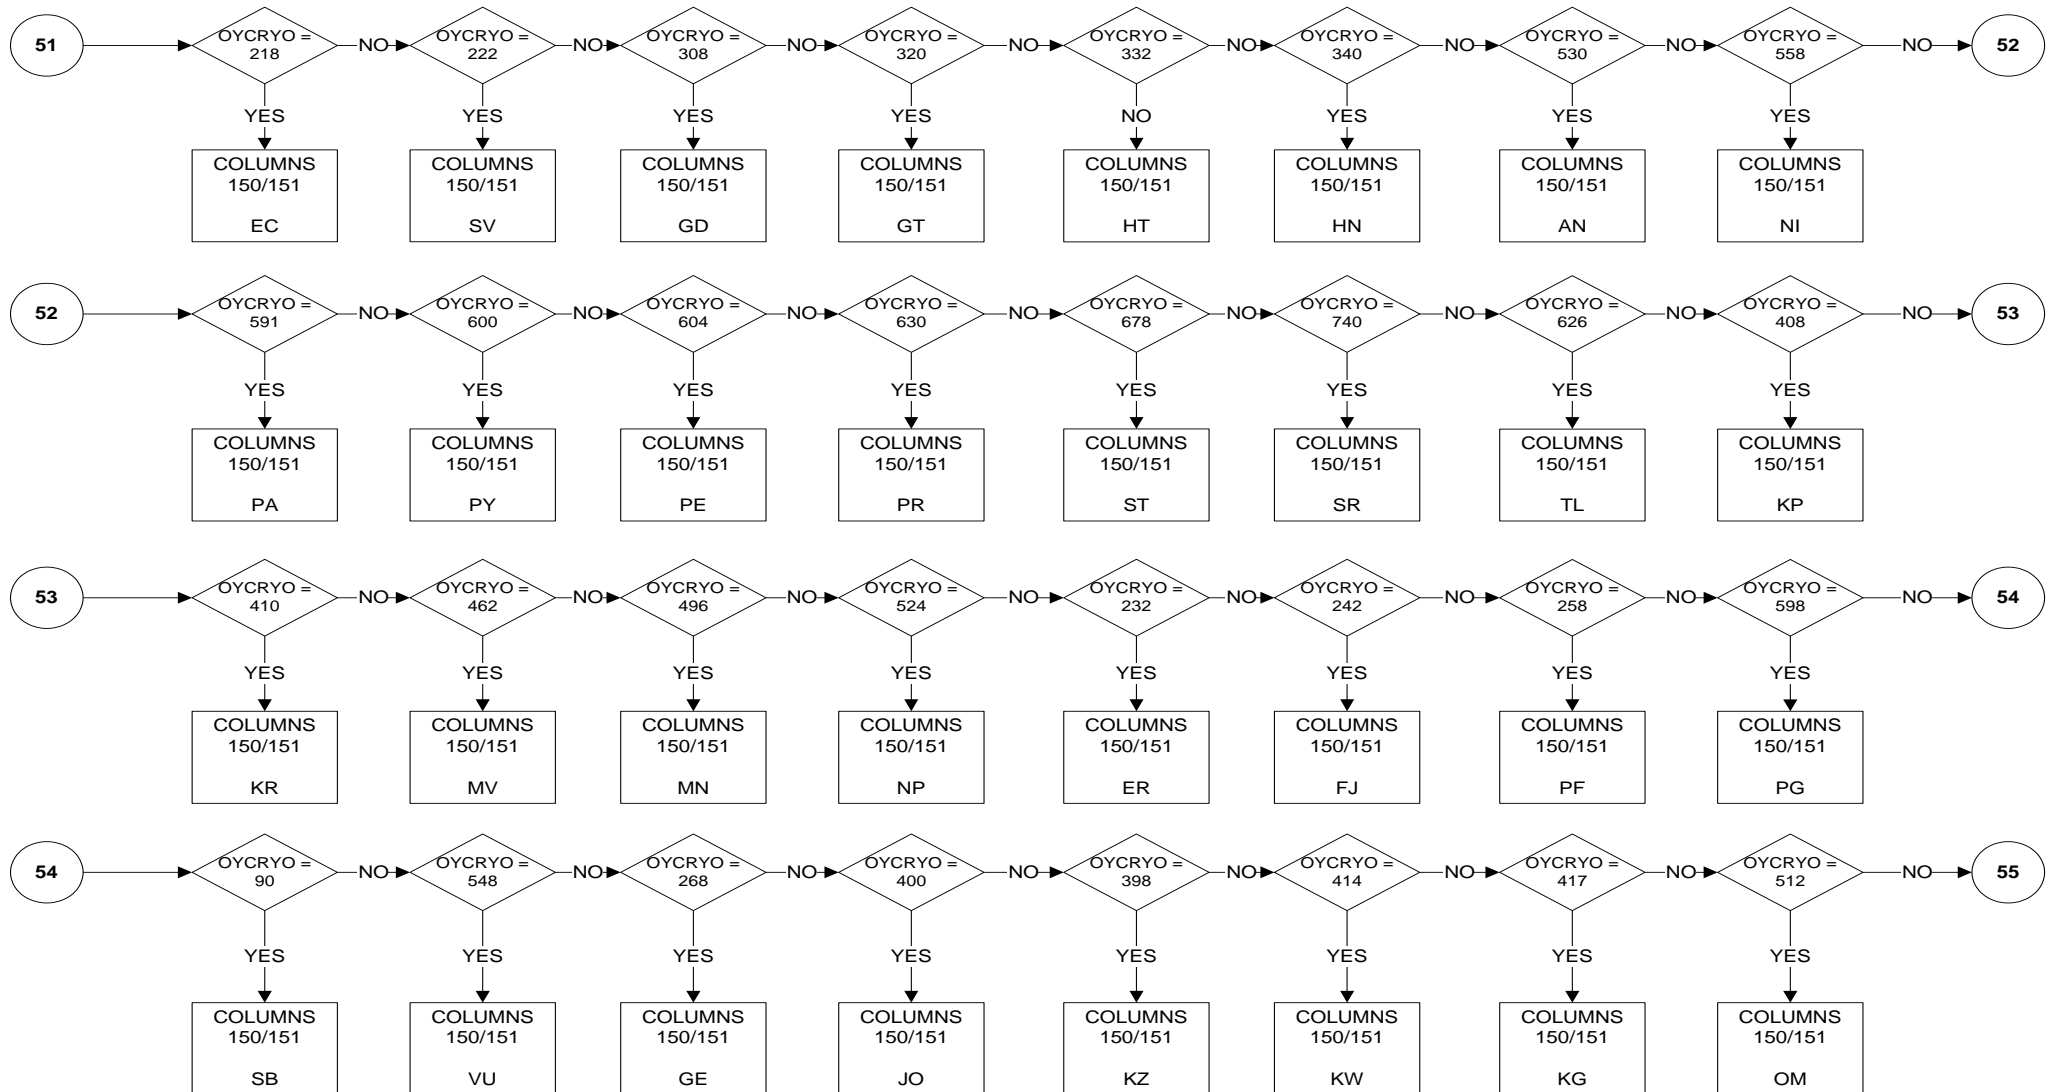 51
OYCRYO =
218
NO
OYCRYO =
222
NO
OYCRYO =
308
NO
OYCRYO =
320
NO
OYCRYO =
332
NO
OYCRYO =
340
NO
OYCRYO =
530
NO
OYCRYO =
558
NO
52
YES
YES
YES
YES
NO
YES
YES
YES
COLUMNS
150/151
EC
COLUMNS
150/151
SV
COLUMNS
150/151
GD
COLUMNS
150/151
GT
COLUMNS
150/151
HT
COLUMNS
150/151
HN
COLUMNS
150/151
AN
COLUMNS
150/151
NI
52
OYCRYO =
591
NO
OYCRYO =
600
NO
OYCRYO =
604
NO
OYCRYO =
630
NO
OYCRYO =
678
NO
OYCRYO =
740
NO
OYCRYO =
626
NO
OYCRYO =
408
NO
53
YES
YES
YES
YES
YES
YES
YES
YES
COLUMNS
150/151
PA
COLUMNS
150/151
PY
COLUMNS
150/151
PE
COLUMNS
150/151
PR
COLUMNS
150/151
ST
COLUMNS
150/151
SR
COLUMNS
150/151
TL
COLUMNS
150/151
KP
53
OYCRYO =
410
NO
OYCRYO =
462
NO
OYCRYO =
496
NO
OYCRYO =
524
NO
OYCRYO =
232
NO
OYCRYO =
242
NO
OYCRYO =
258
NO
OYCRYO =
598
NO
54
YES
YES
YES
YES
YES
YES
YES
YES
COLUMNS
150/151
KR
COLUMNS
150/151
MV
COLUMNS
150/151
MN
COLUMNS
150/151
NP
COLUMNS
150/151
ER
COLUMNS
150/151
FJ
COLUMNS
150/151
PF
COLUMNS
150/151
PG
54
OYCRYO =
90
NO
OYCRYO =
548
NO
OYCRYO =
268
NO
OYCRYO =
400
NO
OYCRYO =
398
NO
OYCRYO =
414
NO
OYCRYO =
417
NO
OYCRYO =
512
NO
55
YES
YES
YES
YES
YES
YES
YES
YES
COLUMNS
150/151
SB
COLUMNS
150/151
VU
COLUMNS
150/151
GE
COLUMNS
150/151
JO
COLUMNS
150/151
KZ
COLUMNS
150/151
KW
COLUMNS
150/151
KG
COLUMNS
150/151
OM